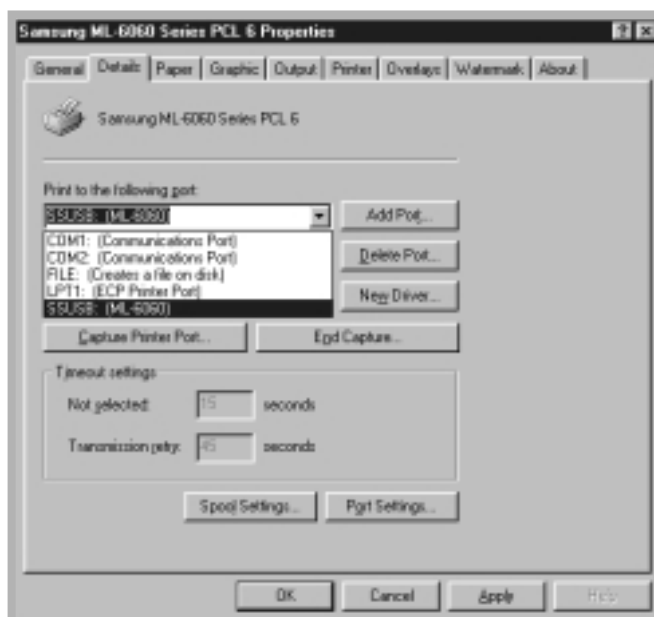 Samsung ML-6060 Series PCL 6 Properties
General Details Paper Graphic Output Printer Overlays Watermark About
Samsung ML-6060 Series PCL 6
Print to the following port:
SSUSB: (ML-6060)
Add Port...
COM1: (Communications Port)
COM2: (Communications Port)
FILE: (Creates a file on disk)
LPT1: (ECP Printer Port)
SSUSB: (ML-6060)
Delete Port...
New Driver...
Capture Printer Port...
End Capture...
Timeout settings
Not selected: 15 seconds
Transmission retry: 45 seconds
Spool Settings...
Port Settings...
OK Cancel Apply Help